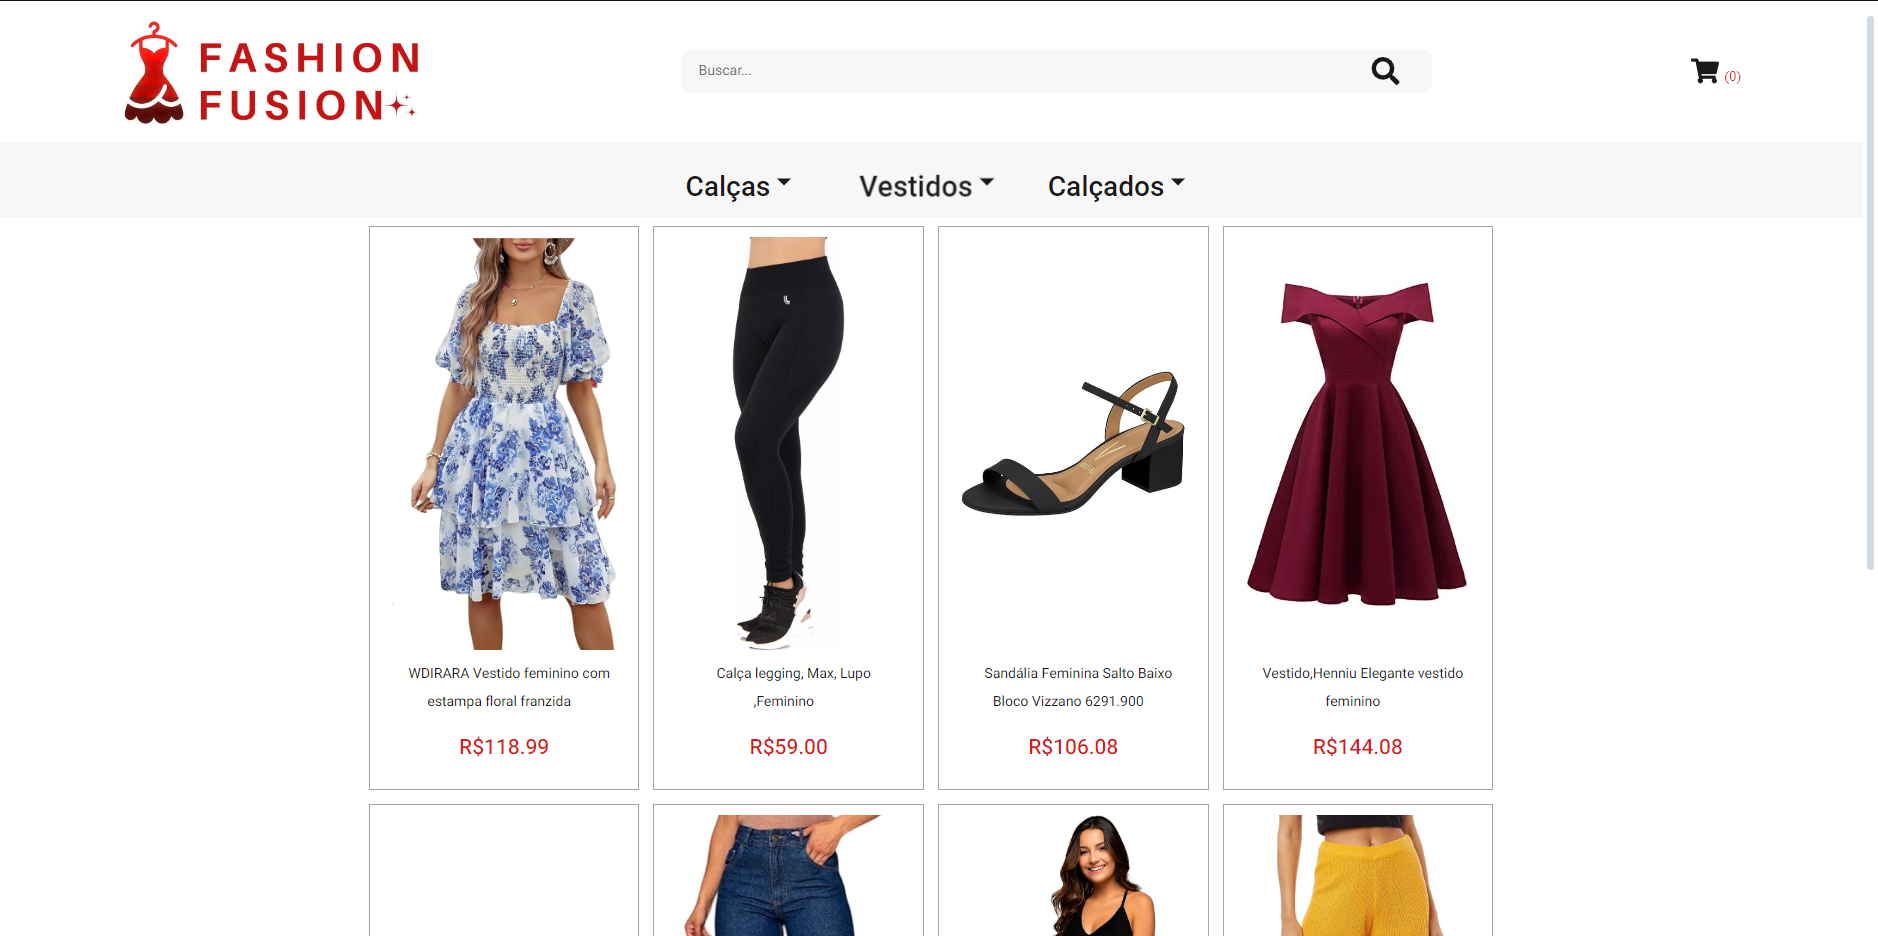 FASHION
FUSION
Buscar...
(0)
Calças
Vestidos
Calçados
WDIRARA Vestido feminino com
estampa floral franzida
R$118.99
Calça legging, Max, Lupo
,Feminino
R$59.00
Sandália Feminina Salto Baixo
Bloco Vizzano 6291.900
R$106.08
Vestido,Henniu Elegante vestido
feminino
R$144.08